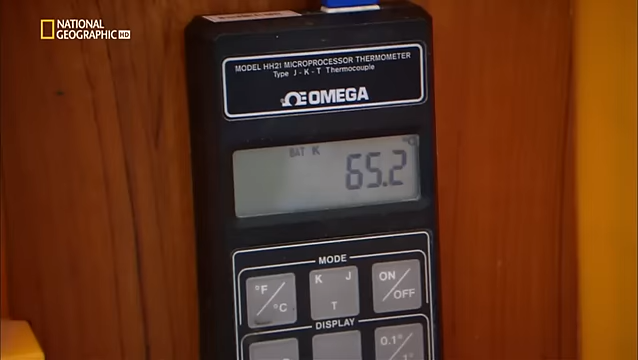 NATIONAL
GEOGRAPHIC HD
MODEL HH21 MICROPROCESSOR THERMOMETER
Type J - K - T Thermocouple
OMEGA
BAT K
65.2
MODE
°F/°C
K J
T
ON/OFF
DISPLAY
0.1°/1°